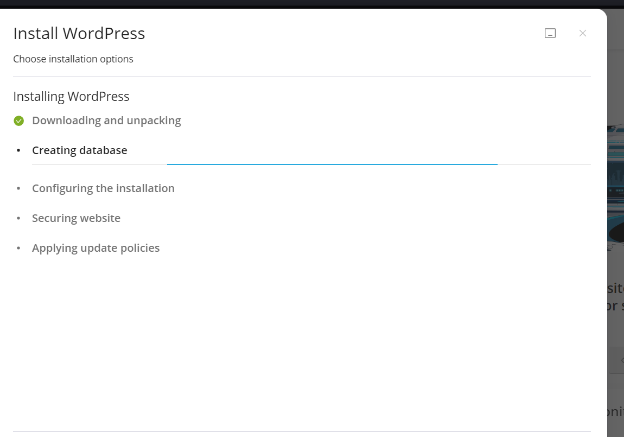 Install WordPress
Choose installation options
Installing WordPress
Downloading and unpacking
Creating database
Configuring the installation
Securing website
Applying update policies